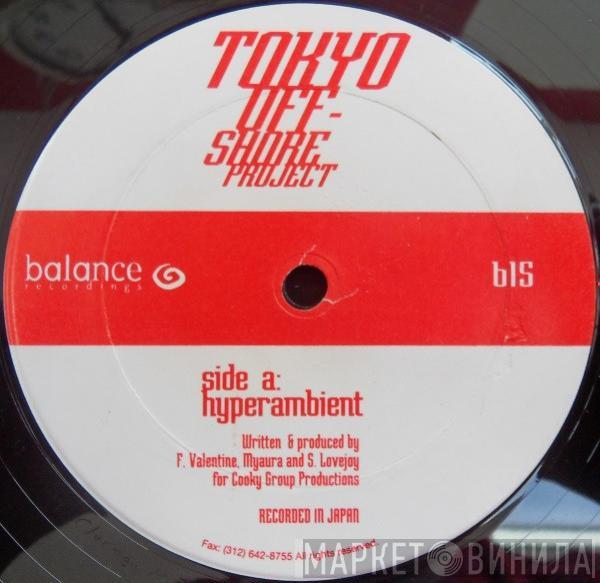 TOKYO
OFF-
SHORE
PROJECT
balance
recordings
b15
side a:
hyperambient
Written & produced by
F. Valentine, Myaura and S. Lovejoy
for Cooky Group Productions
RECORDED IN JAPAN
Fax: (312) 642-8755 All rights reserved.
МАРКЕТ ВИНИЛА